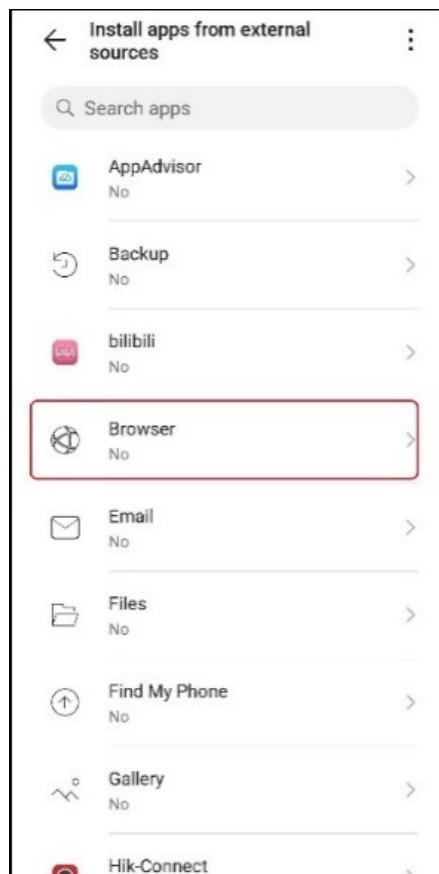 Install apps from external
sources
Search apps
AppAdvisor
No
Backup
No
bilibili
No
Browser
No
Email
No
Files
No
Find My Phone
No
Gallery
No
Hik-Connect